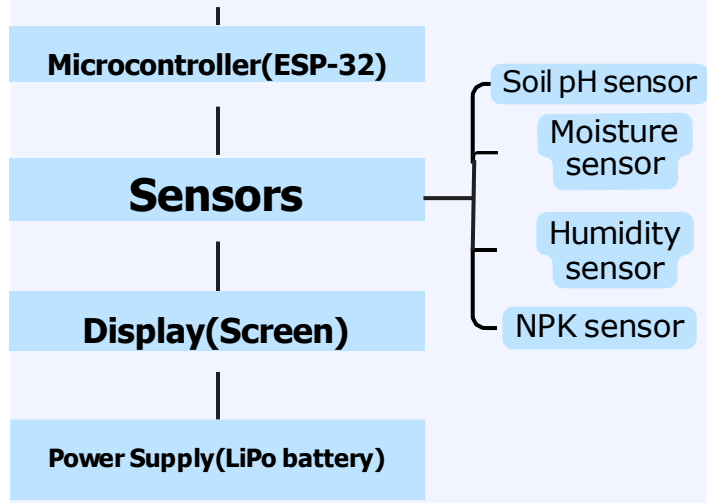 Microcontroller(ESP-32)
Soil pH sensor
Moisture
sensor
Sensors
Humidity
sensor
Display(Screen)
NPK sensor
Power Supply(LiPo battery)